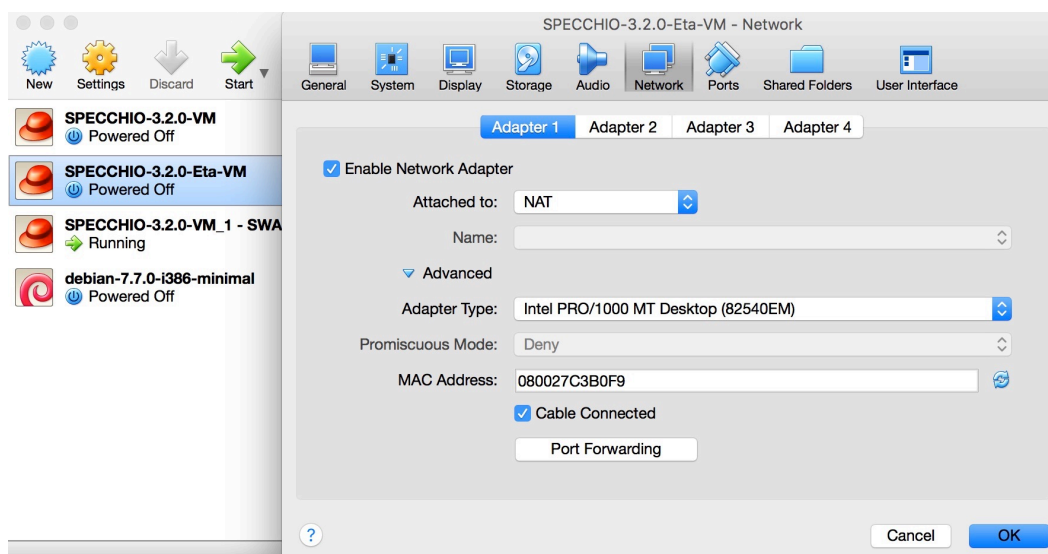 SPECCHIO-3.2.0-Eta-VM - Network
New Settings Discard Start
General System Display Storage Audio Network Ports Shared Folders User Interface
SPECCHIO-3.2.0-VM
Powered Off
SPECCHIO-3.2.0-Eta-VM
Powered Off
SPECCHIO-3.2.0-VM_1 - SWA
Running
debian-7.7.0-i386-minimal
Powered Off
Adapter 1 Adapter 2 Adapter 3 Adapter 4
Enable Network Adapter
Attached to: NAT
Name:
Advanced
Adapter Type: Intel PRO/1000 MT Desktop (82540EM)
Promiscuous Mode: Deny
MAC Address: 080027C3B0F9
Cable Connected
Port Forwarding
? Cancel OK